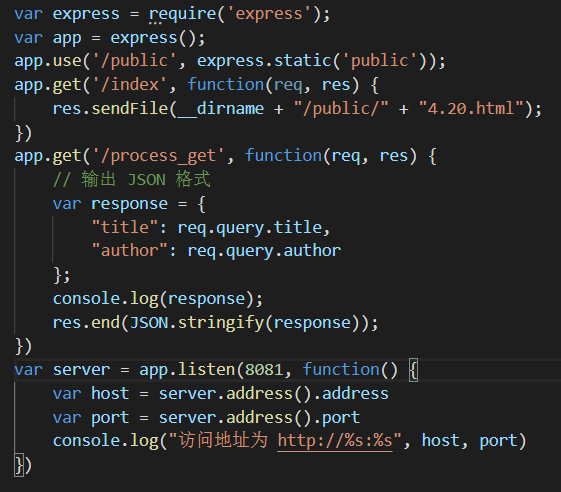 var express = require('express');
var app = express();
app.use('/public', express.static('public'));
app.get('/index', function(req, res) {
    res.sendFile(__dirname + "/public/" + "4.20.html");
})
app.get('/process_get', function(req, res) {
    // 输出 JSON 格式
    var response = {
        "title": req.query.title,
        "author": req.query.author
    };
    console.log(response);
    res.end(JSON.stringify(response));
})
var server = app.listen(8081, function() {
    var host = server.address().address
    var port = server.address().port
    console.log("访问地址为 http://%s:%s", host, port)
})